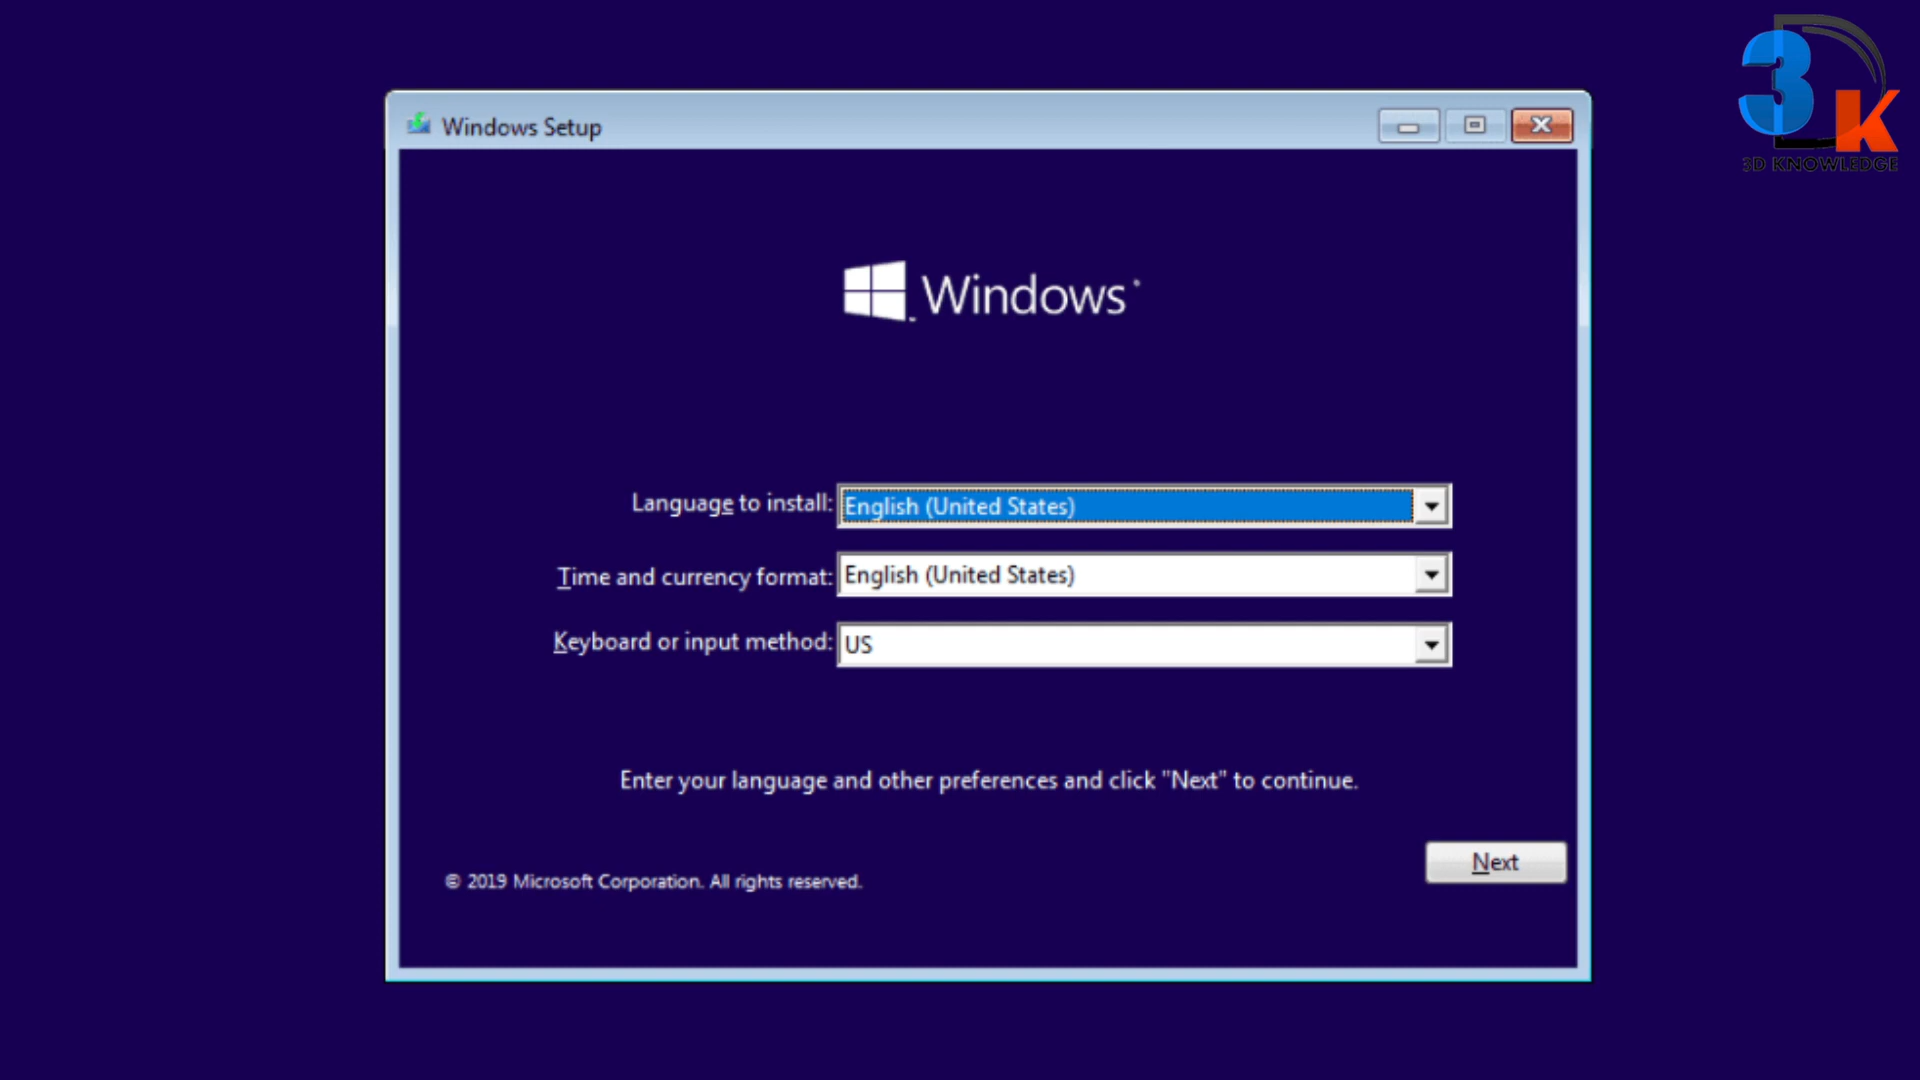 Windows Setup
3DK
3D KNOWLEDGE
Windows
Language to install: English (United States)
Time and currency format: English (United States)
Keyboard or input method: US
Enter your language and other preferences and click "Next" to continue.
Next
© 2019 Microsoft Corporation. All rights reserved.